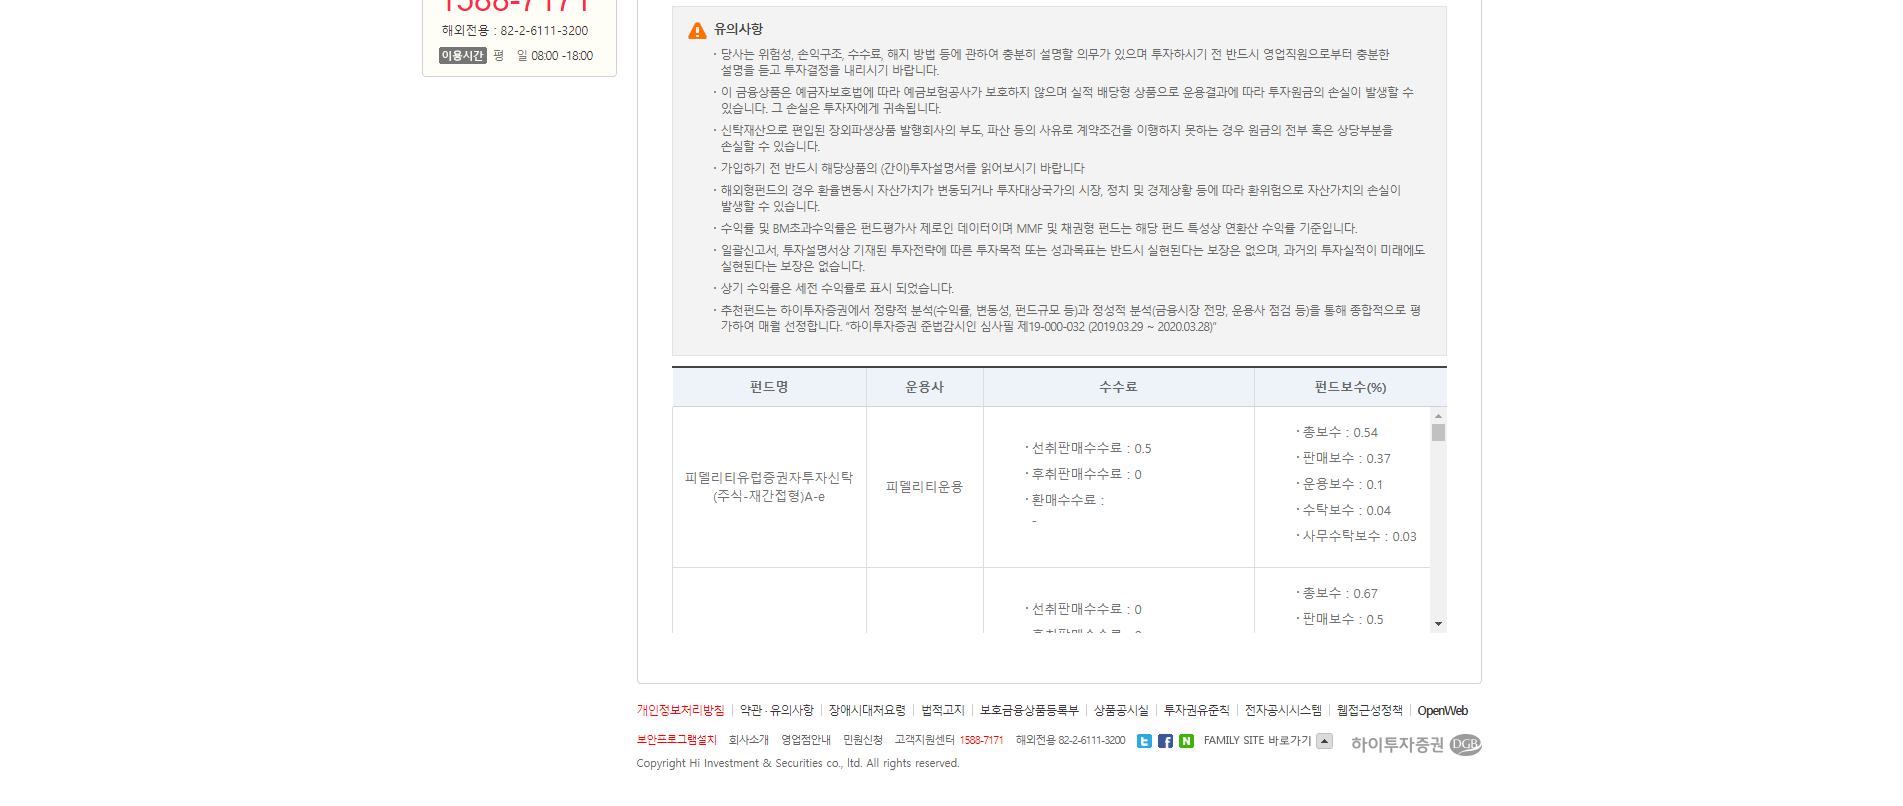 1588-7171
해외전용 : 82-2-6111-3200
이용시간 평 일 08:00 -18:00
유의사항
· 당사는 위험성, 손익구조, 수수료, 해지 방법 등에 관하여 충분히 설명할 의무가 있으며 투자하시기 전 반드시 영업직원으로부터 충분한
설명을 듣고 투자결정을 내리시기 바랍니다.
· 이 금융상품은 예금자보호법에 따라 예금보험공사가 보호하지 않으며 실적 배당형 상품으로 운용결과에 따라 투자원금의 손실이 발생할 수
있습니다. 그 손실은 투자자에게 귀속됩니다.
· 신탁재산으로 편입된 장외파생상품 발행회사의 부도, 파산 등의 사유로 계약조건을 이행하지 못하는 경우 원금의 전부 혹은 상당부분을
손실할 수 있습니다.
· 가입하기 전 반드시 해당상품의 (간이)투자설명서를 읽어보시기 바랍니다
· 해외형펀드의 경우 환율변동시 자산가치가 변동되거나 투자대상국가의 시장, 정치 및 경제상황 등에 따라 환위험으로 자산가치의 손실이
발생할 수 있습니다.
· 수익률 및 BM초과수익률은 펀드평가사 제로인 데이터이며 MMF 및 채권형 펀드는 해당 펀드 특성상 연환산 수익률 기준입니다.
· 일괄신고서, 투자설명서상 기재된 투자전략에 따른 투자목적 또는 성과목표는 반드시 실현된다는 보장은 없으며, 과거의 투자실적이 미래에도
실현된다는 보장은 없습니다.
· 상기 수익률은 세전 수익률로 표시 되었습니다.
· 추천펀드는 하이투자증권에서 정량적 분석(수익률, 변동성, 펀드규모 등)과 정성적 분석(금융시장 전망, 운용사 점검 등)을 통해 종합적으로 평
가하여 매월 선정합니다. “하이투자증권 준법감시인 심사필 제19-000-032 (2019.03.29 ~ 2020.03.28)”
펀드명 운용사 수수료 펀드보수(%)
피델리티유럽증권자투자신탁
(주식-재간접형)A-e
피델리티운용
· 선취판매수수료 : 0.5
· 후취판매수수료 : 0
· 환매수수료 :
-
· 총보수 : 0.54
· 판매보수 : 0.37
· 운용보수 : 0.1
· 수탁보수 : 0.04
· 사무수탁보수 : 0.03
· 선취판매수수료 : 0
· 후취판매수수료 : 0
· 총보수 : 0.67
· 판매보수 : 0.5
개인정보처리방침 약관 · 유의사항 장애시대처요령 법적고지 보호금융상품등록부 상품공시실 투자권유준칙 전자공시시스템 웹접근성정책 OpenWeb
보안프로그램설치 회사소개 영업점안내 민원신청 고객지원센터 1588-7171 해외전용 82-2-6111-3200 FAMILY SITE 바로가기 하이투자증권 DGB
Copyright Hi Investment & Securities co., ltd. All rights reserved.